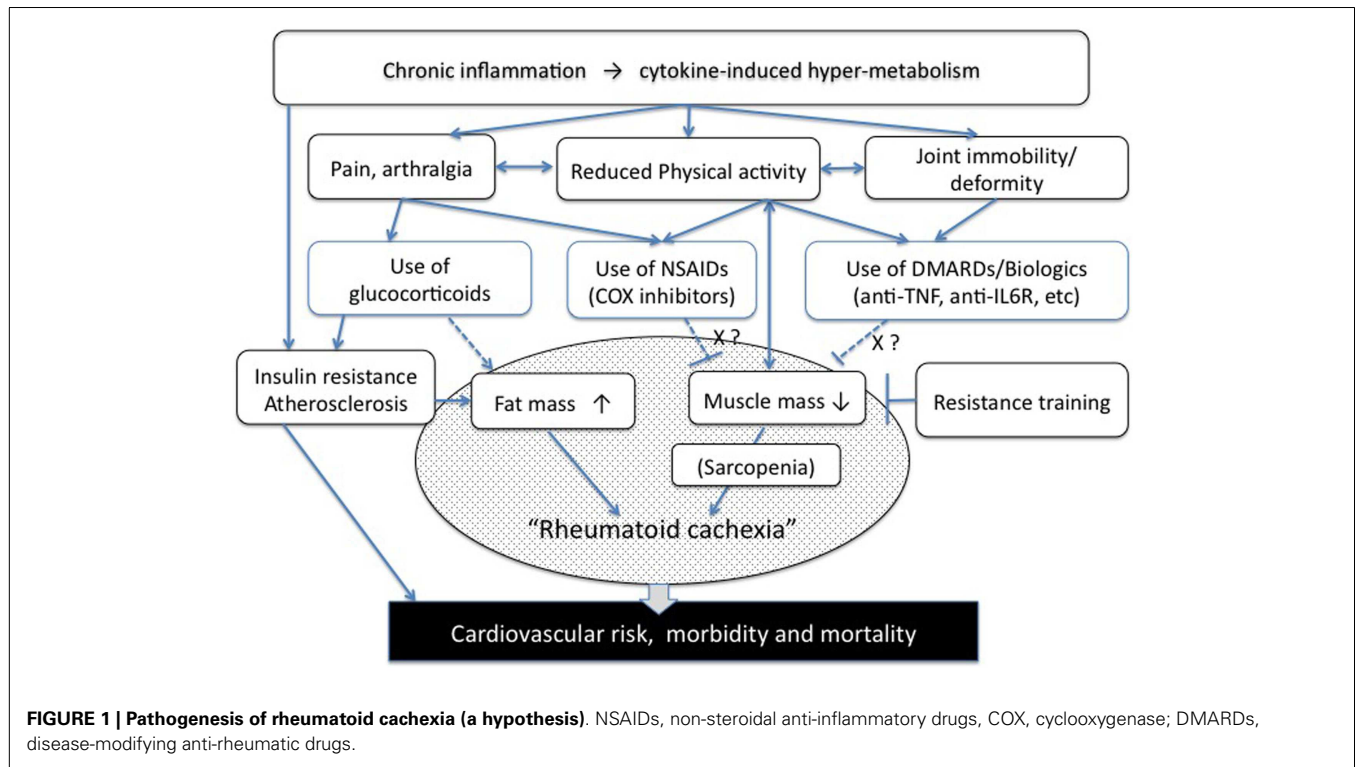 Chronic inflammation → cytokine-induced hyper-metabolism
Pain, arthralgia
Reduced Physical activity
Joint immobility/
deformity
Use of
glucocorticoids
Use of NSAIDs
(COX inhibitors)
Use of DMARDs/Biologics
(anti-TNF, anti-IL6R, etc)
X ?
X ?
Insulin resistance
Atherosclerosis
Fat mass ↑
Muscle mass ↓
Resistance training
(Sarcopenia)
“Rheumatoid cachexia”
Cardiovascular risk, morbidity and mortality
FIGURE 1 | Pathogenesis of rheumatoid cachexia (a hypothesis). NSAIDs, non-steroidal anti-inflammatory drugs, COX, cyclooxygenase; DMARDs,
disease-modifying anti-rheumatic drugs.